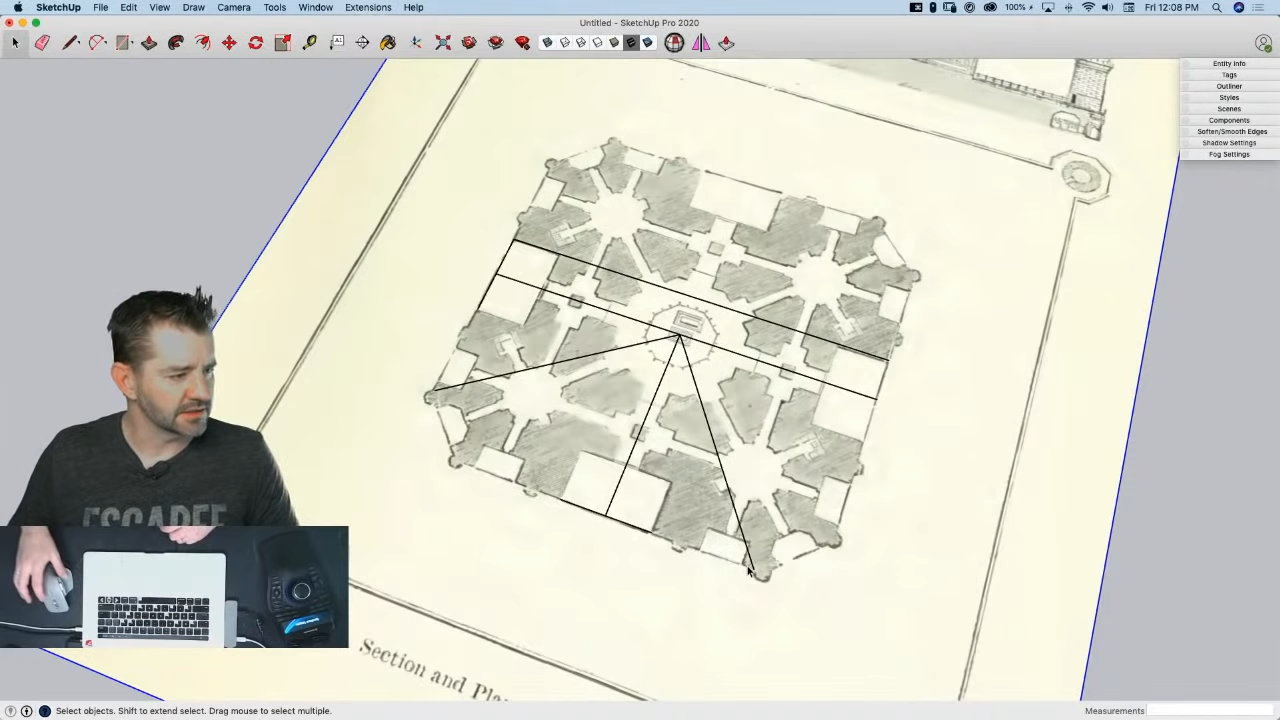 SketchUp File Edit View Draw Camera Tools Window Extensions Help
100% Fri 12:08 PM
Untitled - SketchUp Pro 2020
Entity Info
Tags
Outliner
Styles
Scenes
Components
Soften/Smooth Edges
Shadow Settings
Fog Settings
ESCAPEE
Section and Pla
Select objects. Shift to extend select. Drag mouse to select multiple.
Measurements